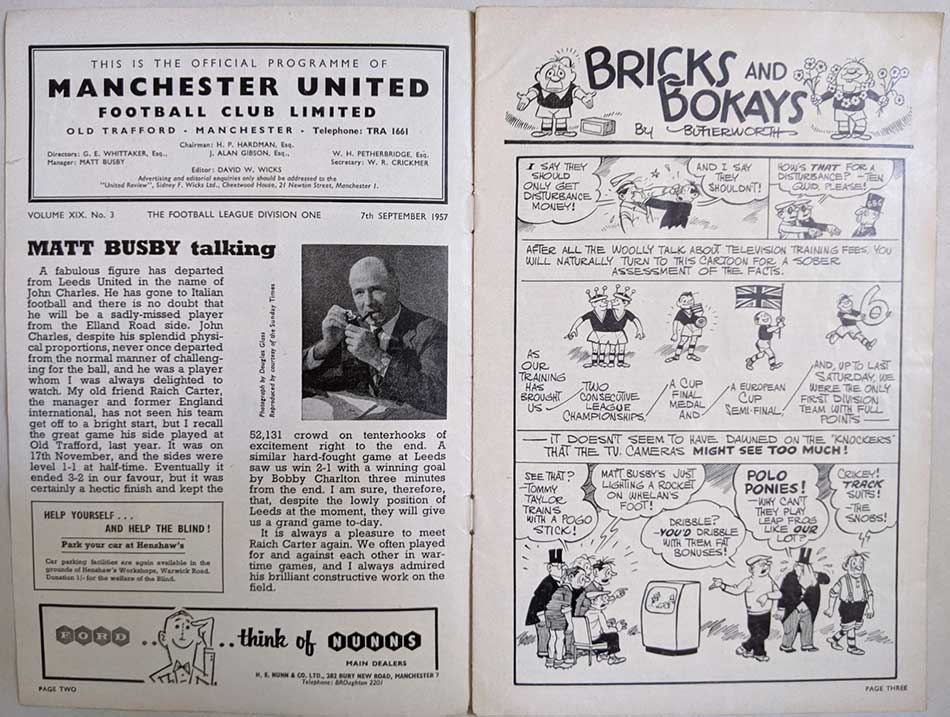 THIS IS THE OFFICIAL PROGRAMME OF
MANCHESTER UNITED
FOOTBALL CLUB LIMITED
OLD TRAFFORD - MANCHESTER - Telephone: TRA 1661
Chairman: H. P. HARDMAN, Esq.
Directors: G. E. WHITTAKER, Esq., J. ALAN GIBSON, Esq., W. H. PETHERBRIDGE, Esq.
Manager: MATT BUSBY Secretary: W. R. CRICKMER
Editor: DAVID W. WICKS
Advertising and editorial enquiries only should be addressed to the
"United Review", Sidney F. Wicks Ltd., Cheetwood House, 21 Newton Street, Manchester 1.
VOLUME XIX. No. 3 THE FOOTBALL LEAGUE DIVISION ONE 7th SEPTEMBER 1957
MATT BUSBY talking
A fabulous figure has departed
from Leeds United in the name of
John Charles. He has gone to Italian
football and there is no doubt that
he will be a sadly-missed player
from the Elland Road side. John
Charles, despite his splendid physi-
cal proportions, never once departed
from the normal manner of challeng-
ing for the ball, and he was a player
whom I was always delighted to
watch. My old friend Raich Carter,
the manager and former England
international, has not seen his team
get off to a bright start, but I recall
the great game his side played at
Old Trafford, last year. It was on
17th November, and the sides were
level 1-1 at half-time. Eventually it
ended 3-2 in our favour, but it was
certainly a hectic finish and kept the
Photograph by Douglas Glass
Reproduced by courtesy of the Sunday Times
52,131 crowd on tenterhooks of
excitement right to the end. A
similar hard-fought game at Leeds
saw us win 2-1 with a winning goal
by Bobby Charlton three minutes
from the end. I am sure, therefore,
that, despite the lowly position of
Leeds at the moment, they will give
us a grand game to-day.
It is always a pleasure to meet
Raich Carter again. We often played
for and against each other in war-
time games, and I always admired
his brilliant constructive work on the
field.
HELP YOURSELF . . .
AND HELP THE BLIND !
Park your car at Henshaw's
Car parking facilities are again available in the
grounds of Henshaw's Workshops, Warwick Road.
Donation 1/- for the welfare of the Blind.
FORD . . . . think of NUNNS
MAIN DEALERS
H. E. NUNN & CO. LTD., 282 BURY NEW ROAD, MANCHESTER 7
Telephone: BROughton 2201
PAGE TWO
BRICKS AND
BOKAYS
By BUTTERWORTH
I SAY THEY
SHOULD
ONLY GET
DISTURBANCE
MONEY!
AND I SAY
THEY
SHOULDN'T!
HOW'S THAT FOR A
DISTURBANCE? - TEN
QUID, PLEASE!
AFTER ALL THE WOOLLY TALK ABOUT TELEVISION TRAINING FEES, YOU
WILL NATURALLY TURN TO THIS CARTOON FOR A SOBER
ASSESSMENT OF THE FACTS.
AS
OUR
TRAINING
HAS
BROUGHT
US -
TWO
CONSECUTIVE
LEAGUE
CHAMPIONSHIPS,
A CUP
FINAL
MEDAL
AND -
A EUROPEAN
CUP
SEMI-FINAL,
6
AND, UP TO LAST
SATURDAY, WE
WERE THE ONLY
FIRST DIVISION
TEAM WITH FULL
POINTS -
- IT DOESN'T SEEM TO HAVE DAWNED ON THE "KNOCKERS"
THAT THE T.V. CAMERAS MIGHT SEE TOO MUCH!
SEE THAT?
- TOMMY
TAYLOR
TRAINS
WITH A POGO
STICK!
MATT BUSBY'S JUST
LIGHTING A ROCKET
ON WHELAN'S
FOOT!
DRIBBLE?
- YOU'D DRIBBLE
WITH THEM FAT
BONUSES!
POLO
PONIES!
- WHY CAN'T
THEY PLAY
LEAP FROG
LIKE OUR
LOT?
CRIKEY!
TRACK
SUITS!
- THE
SNOBS!
PAGE THREE